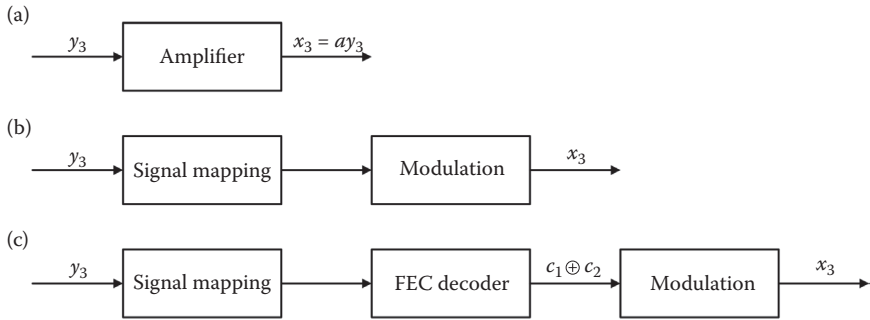 (a)
y₃ Amplifier x₃ = ay₃
(b)
y₃ Signal mapping Modulation x₃
(c)
y₃ Signal mapping FEC decoder c₁ ⊕ c₂ Modulation x₃